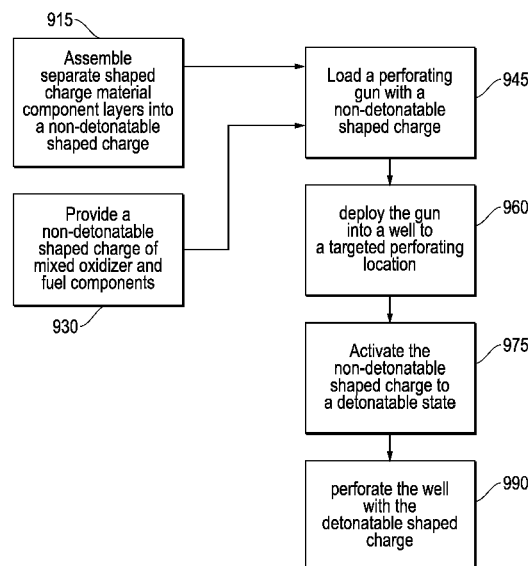 915
Assemble
separate shaped
charge material
component layers into
a non-detonatable
shaped charge
Provide a
non-detonatable
shaped charge of
mixed oxidizer and
fuel components
930
Load a perforating
gun with a
non-detonatable
shaped charge
945
deploy the gun
into a well to
a targeted perforating
location
960
Activate the
non-detonatable
shaped charge to
a detonatable state
975
perforate the well
with the
detonatable shaped
charge
990